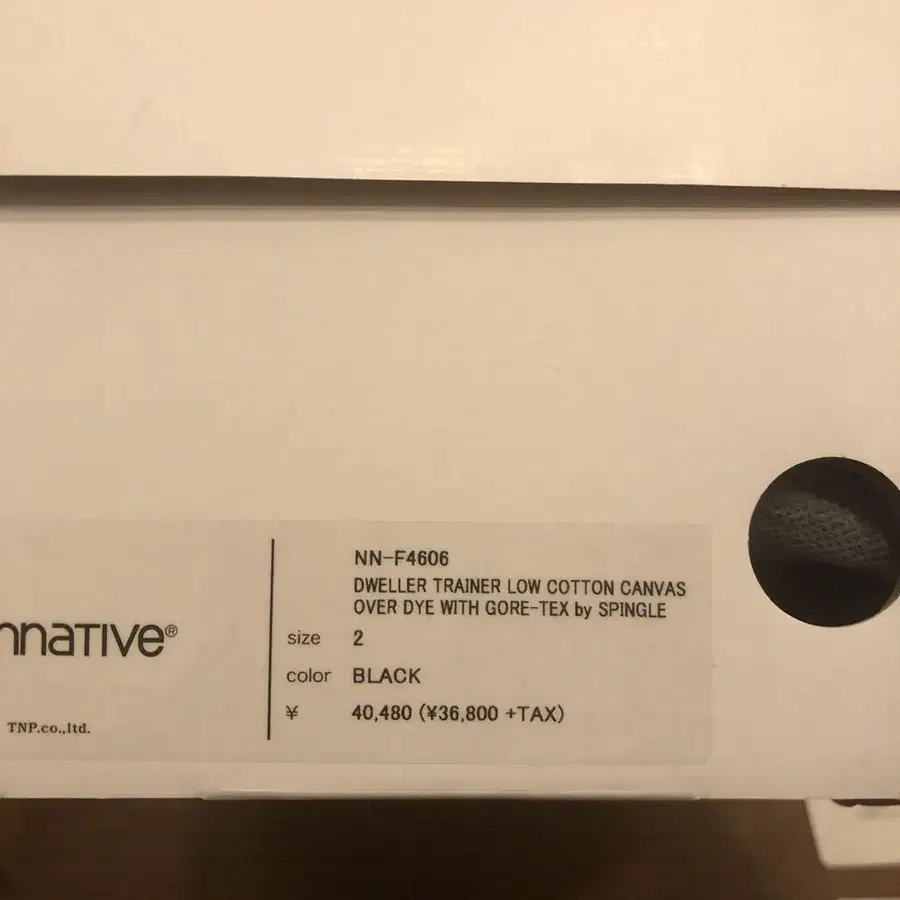 nnaTIVe®
TNP.co.,ltd.
NN-F4606
DWELLER TRAINER LOW COTTON CANVAS
OVER DYE WITH GORE-TEX by SPINGLE
size 2
color BLACK
¥ 40,480 (¥36,800 +TAX)